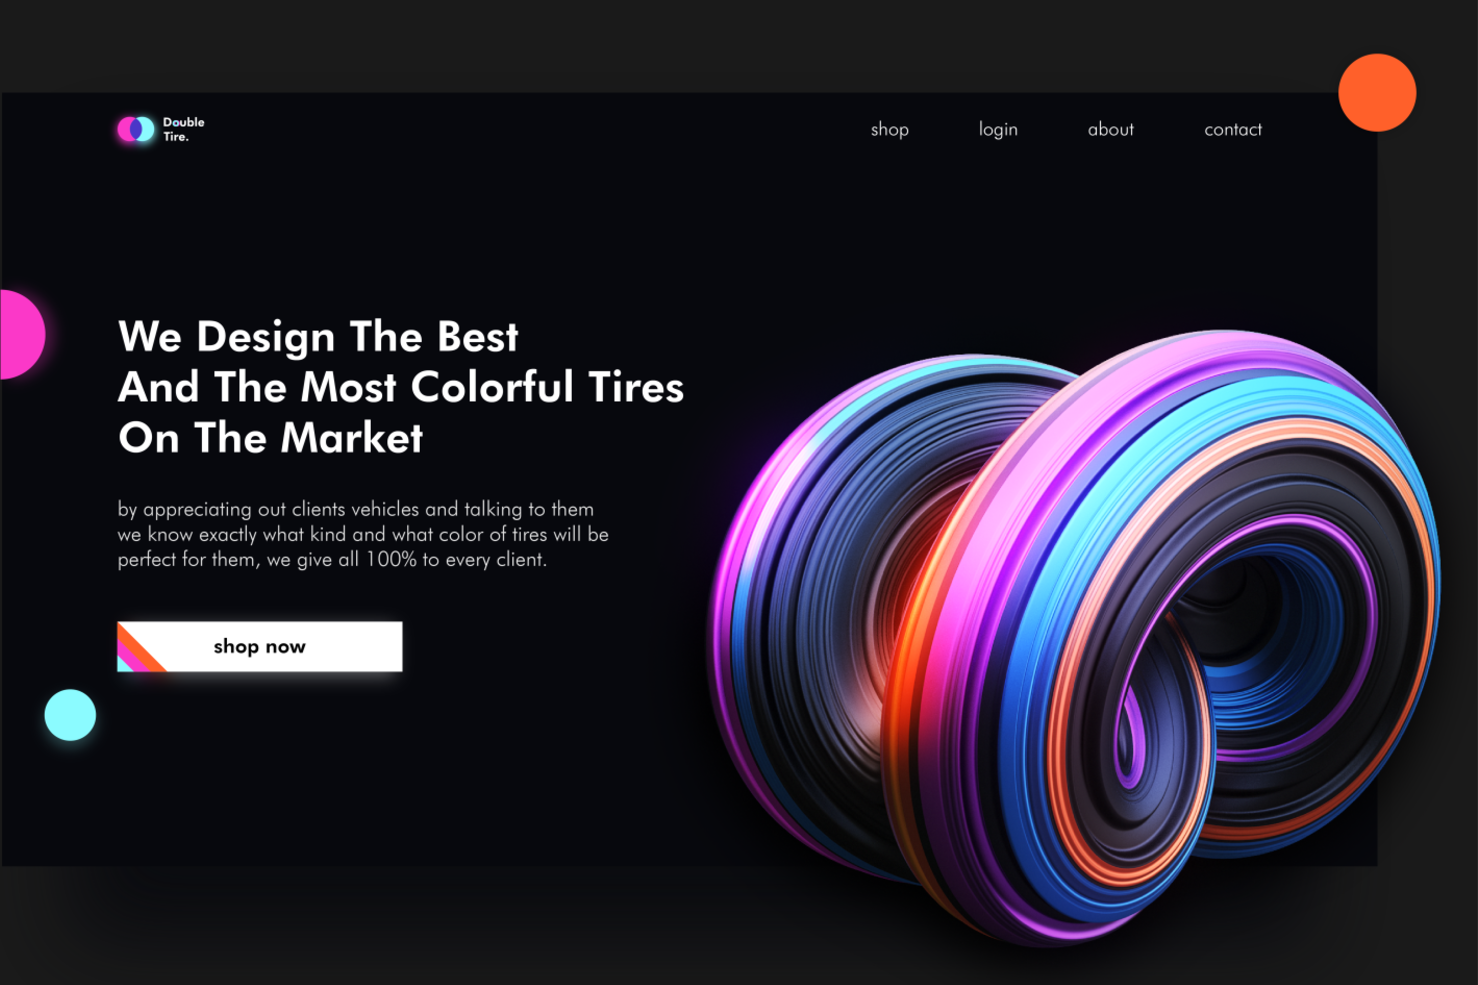 Double
Tire.
shop login about contact
We Design The Best
And The Most Colorful Tires
On The Market
by appreciating out clients vehicles and talking to them
we know exactly what kind and what color of tires will be
perfect for them, we give all 100% to every client.
shop now